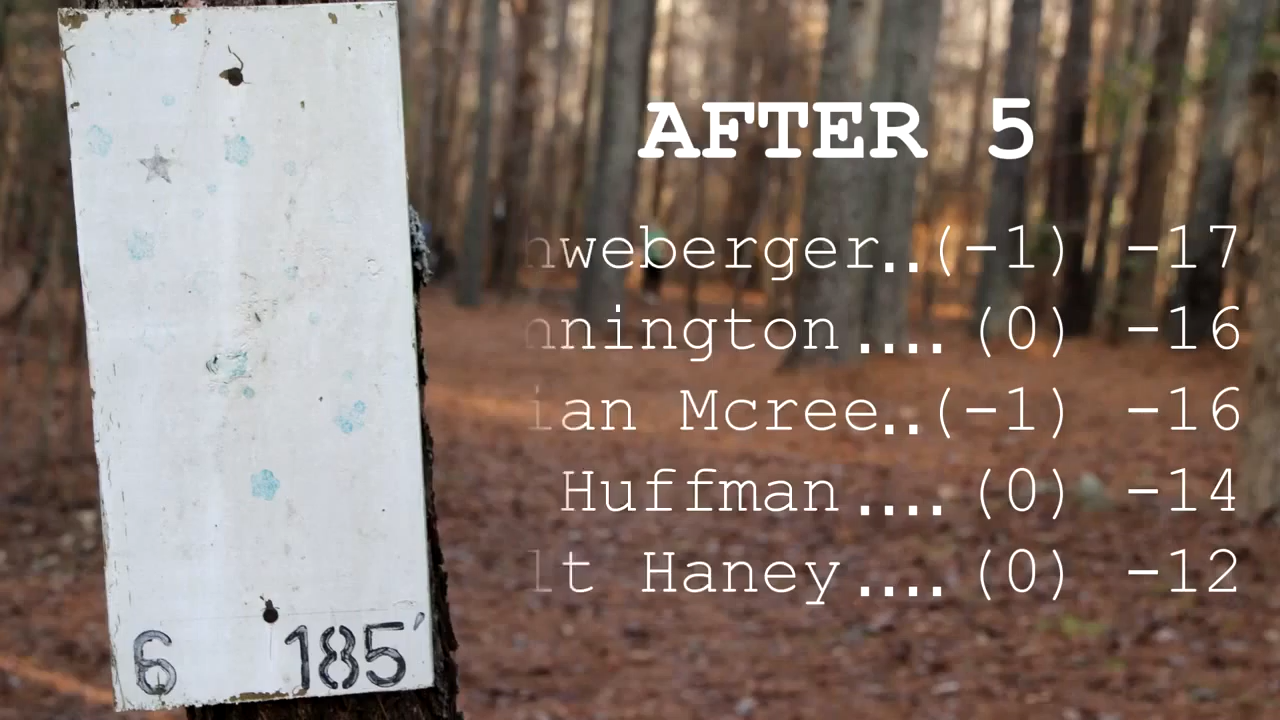 AFTER 5
nweberger..(-1) -17
nnington.... (0) -16
ian Mcree..(-1) -16
Huffman.... (0) -14
lt Haney.... (0) -12
6 185'